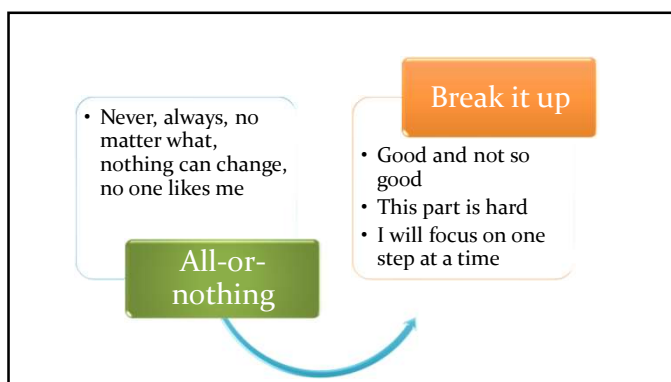 • Never, always, no
matter what,
nothing can change,
no one likes me
All-or-
nothing
Break it up
• Good and not so
good
• This part is hard
• I will focus on one
step at a time